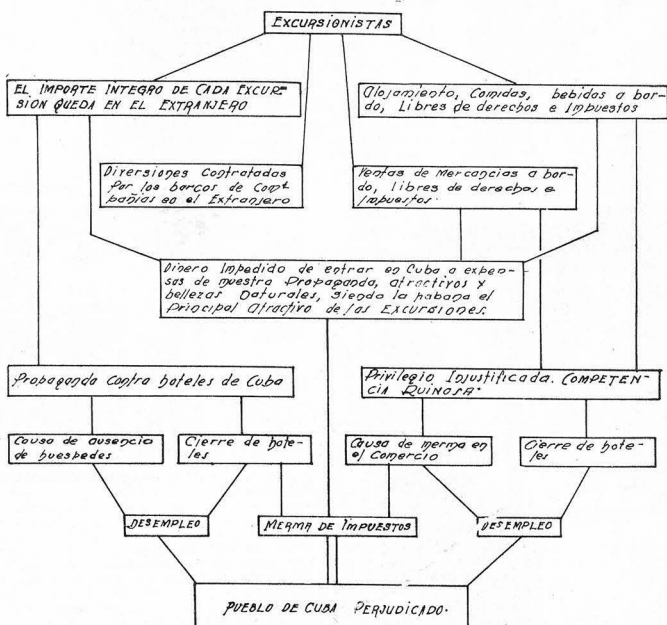 EXCURSIONISTAS
EL IMPORTE INTEGRO DE CADA EXCUR-
SION QUEDA EN EL EXTRANJERO
Alojamiento, Comidas, bebidas a bor-
do, Libres de derechos e Impuestos
Diversiones Contratadas
Por los barcos de Com
pañias en el Extranjero
Ventas de Mercancias a bor-
do, libres de derechos e
Impuestos.
Dinero Impedido de entrar en Cuba a expen-
sas de nuestra Propaganda, atractivos y
bellezas Naturales, siendo la habana el
Principal Atractivo de las Excursiones.
Propaganda Contra hoteles de Cuba
Privilegio Injustificada. COMPETEN-
CIA RUINOSA.
Causa de ausencia
de huespedes
Cierre de hote-
les
Causa de merma en
el Comercio
Cierre de hote-
les
DESEMPLEO
MERMA DE IMPUESTOS
DESEMPLEO
PUEBLO DE CUBA PERJUDICADO.